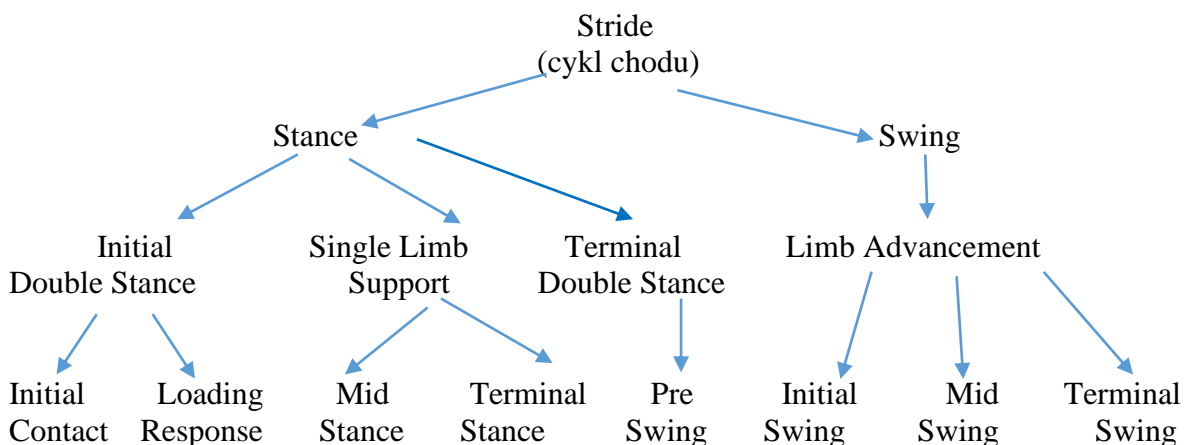 Stride
(cykl chodu)
Stance Swing
Initial Single Limb Terminal Limb Advancement
Double Stance Support Double Stance
Initial Loading Mid Terminal Pre Initial Mid Terminal
Contact Response Stance Stance Swing Swing Swing Swing